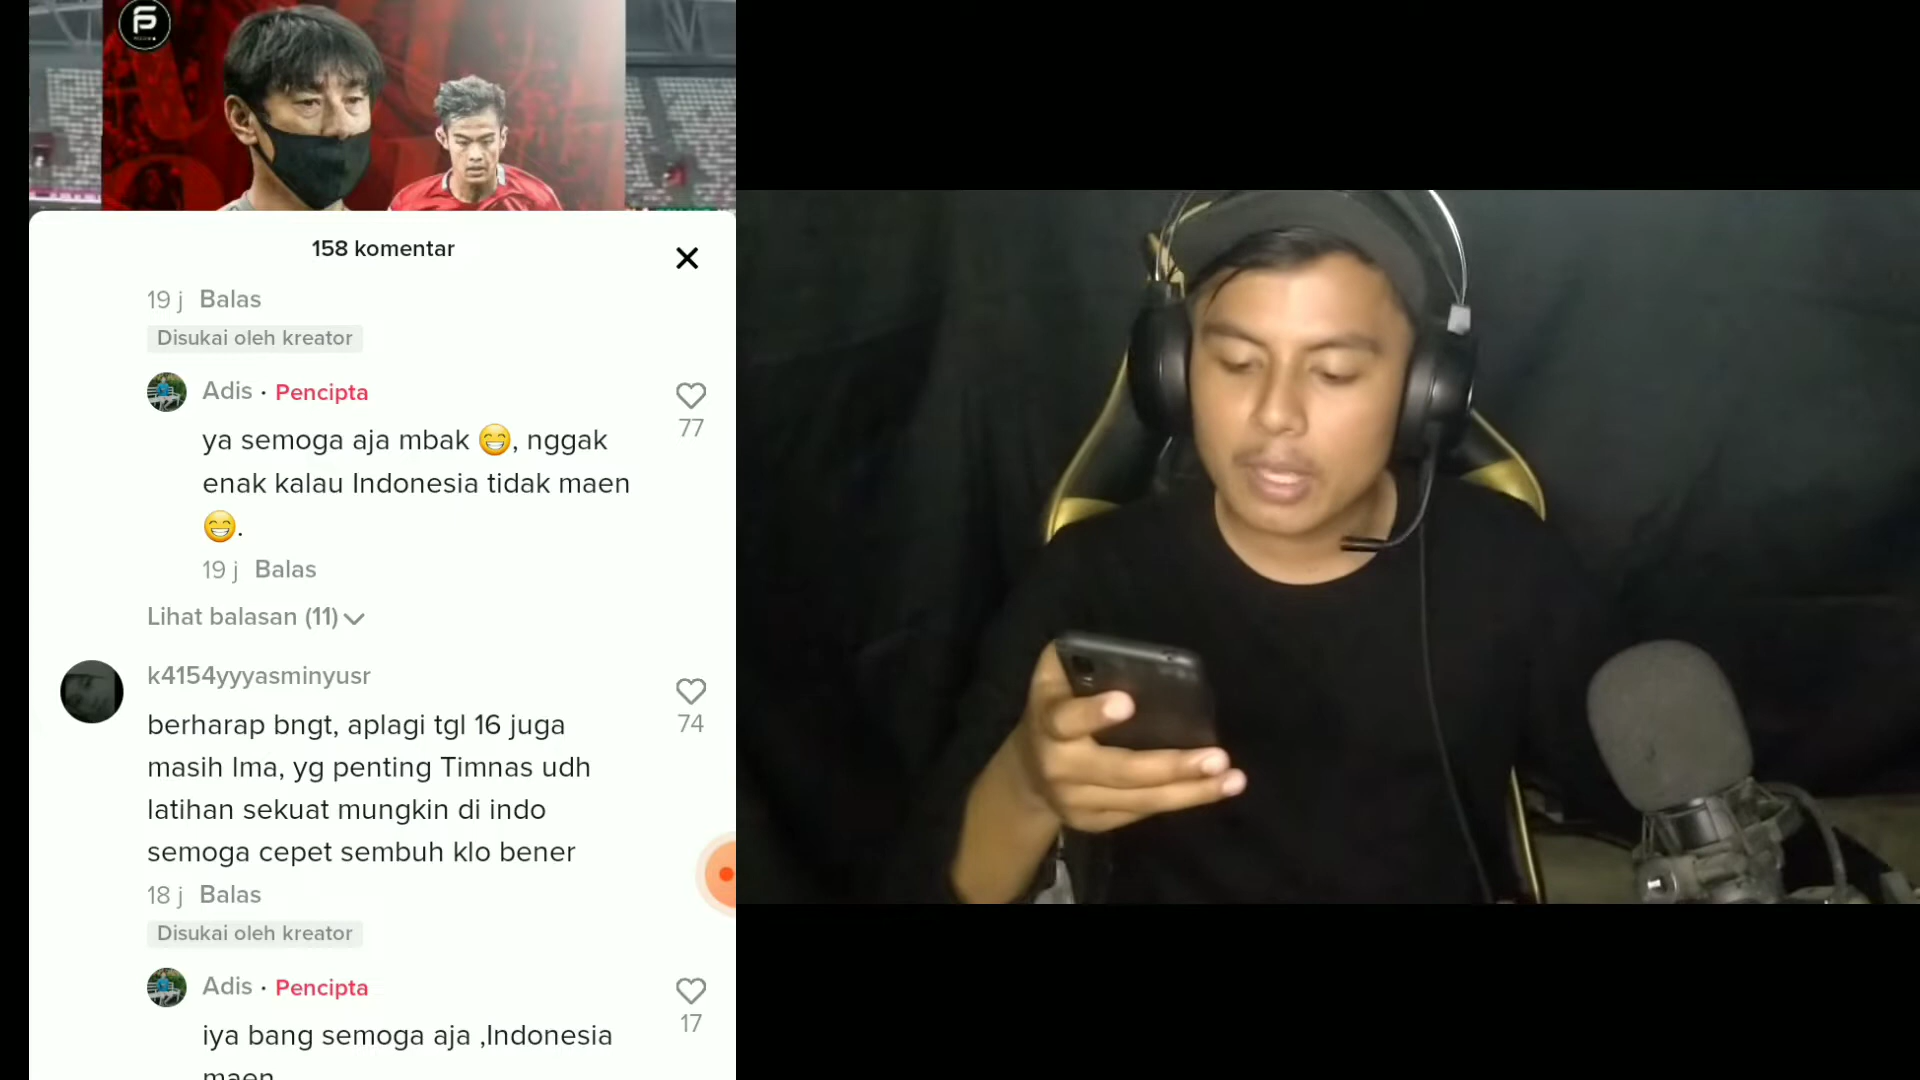 158 komentar
19 j Balas
Disukai oleh kreator
Adis · Pencipta
77
ya semoga aja mbak 😁, nggak
enak kalau Indonesia tidak maen
😁.
19 j Balas
Lihat balasan (11)
k4154yyyasminyusr
74
berharap bngt, aplagi tgl 16 juga
masih lma, yg penting Timnas udh
latihan sekuat mungkin di indo
semoga cepet sembuh klo bener
18 j Balas
Disukai oleh kreator
Adis · Pencipta
17
iya bang semoga aja ,Indonesia
maen